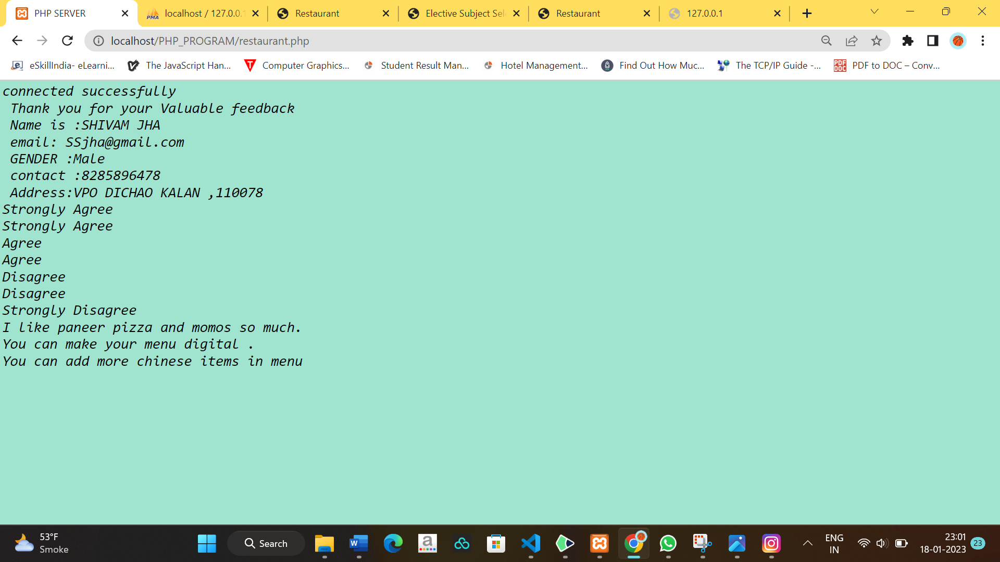 PHP SERVER
localhost / 127.0.0.1
Restaurant
Elective Subject Sel
Restaurant
127.0.0.1
localhost/PHP_PROGRAM/restaurant.php
eSkillIndia- eLearni...
The JavaScript Han...
Computer Graphics...
Student Result Man...
Hotel Management...
Find Out How Muc...
The TCP/IP Guide -...
PDF to DOC – Conv...
connected successfully
Thank you for your Valuable feedback
Name is :SHIVAM JHA
email: SSjha@gmail.com
GENDER :Male
contact :8285896478
Address:VPO DICHAO KALAN ,110078
Strongly Agree
Strongly Agree
Agree
Agree
Disagree
Disagree
Strongly Disagree
I like paneer pizza and momos so much.
You can make your menu digital .
You can add more chinese items in menu
53°F
Smoke
Search
ENG
IN
23:01
18-01-2023
23